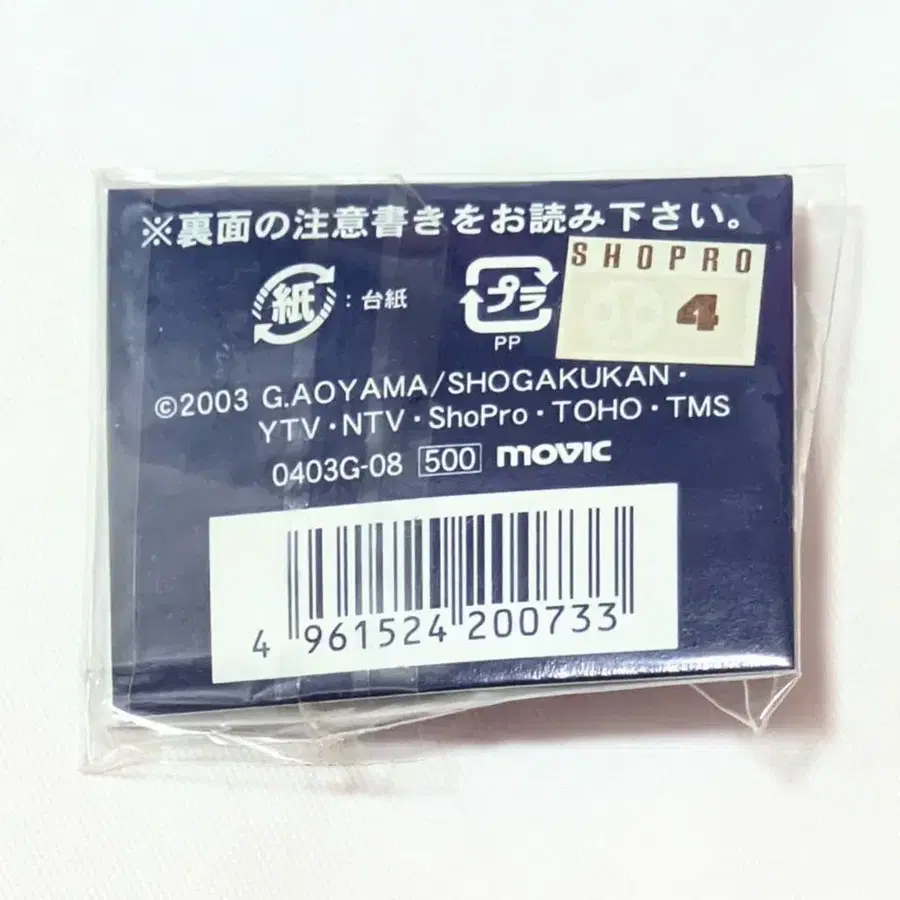 ※裏面の注意書きをお読み下さい。
SHOPRO
4
紙:台紙
プラ
PP
©2003 G.AOYAMA/SHOGAKUKAN・
YTV・NTV・ShoPro・TOHO・TMS
0403G-08 500 movic
4 961524 200733